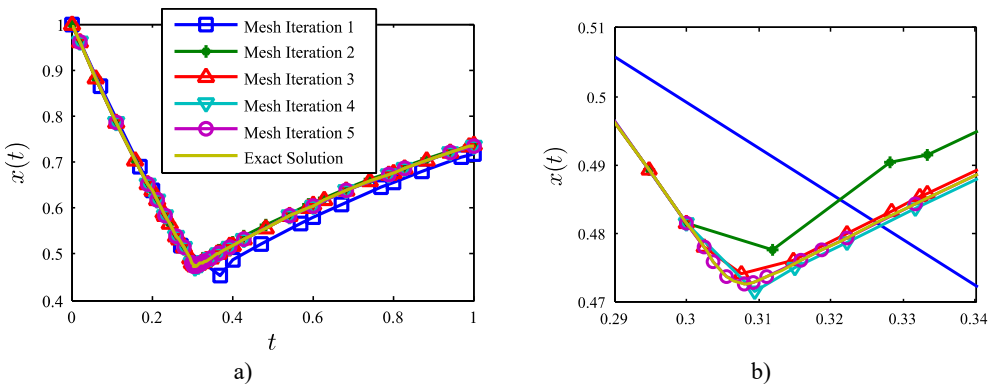 1
0.9
0.8
0.7
0.6
0.5
0.4
x(t)
0
0.2
0.4
0.6
0.8
1
t
Mesh Iteration 1
Mesh Iteration 2
Mesh Iteration 3
Mesh Iteration 4
Mesh Iteration 5
Exact Solution
a)
0.51
0.5
0.49
0.48
0.47
x(t)
0.29
0.3
0.31
0.32
0.33
0.34
b)